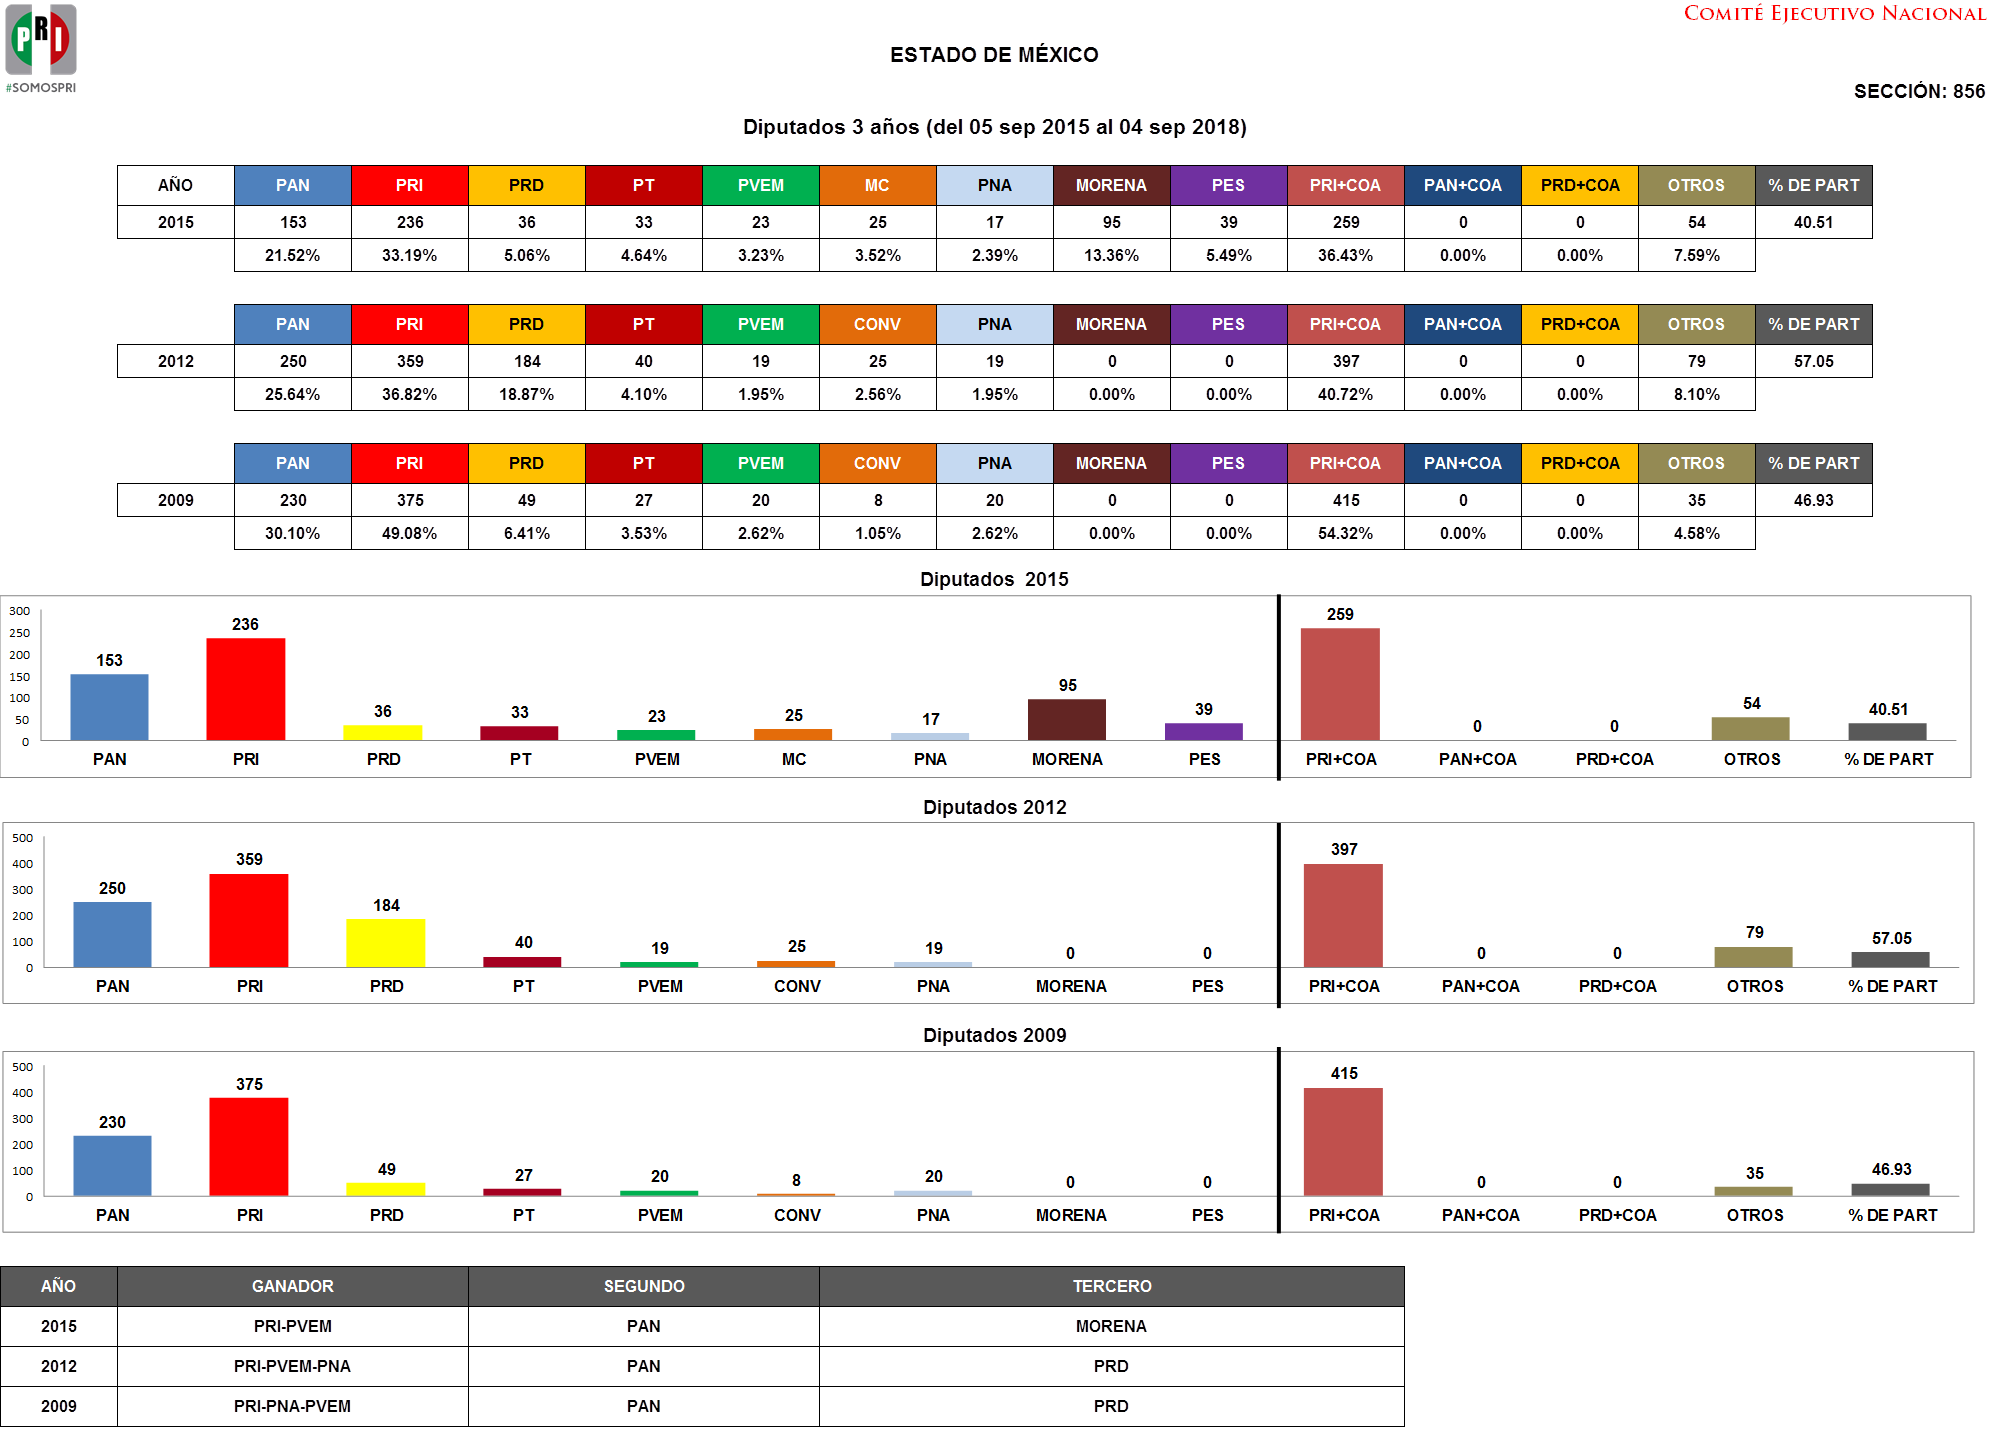 PRI
#SOMOSPRI
COMITÉ EJECUTIVO NACIONAL
ESTADO DE MÉXICO
SECCIÓN: 856
Diputados 3 años (del 05 sep 2015 al 04 sep 2018)
AÑO PAN PRI PRD PT PVEM MC PNA MORENA PES PRI+COA PAN+COA PRD+COA OTROS % DE PART
2015 153 236 36 33 23 25 17 95 39 259 0 0 54 40.51
21.52% 33.19% 5.06% 4.64% 3.23% 3.52% 2.39% 13.36% 5.49% 36.43% 0.00% 0.00% 7.59%
PAN PRI PRD PT PVEM CONV PNA MORENA PES PRI+COA PAN+COA PRD+COA OTROS % DE PART
2012 250 359 184 40 19 25 19 0 0 397 0 0 79 57.05
25.64% 36.82% 18.87% 4.10% 1.95% 2.56% 1.95% 0.00% 0.00% 40.72% 0.00% 0.00% 8.10%
PAN PRI PRD PT PVEM CONV PNA MORENA PES PRI+COA PAN+COA PRD+COA OTROS % DE PART
2009 230 375 49 27 20 8 20 0 0 415 0 0 35 46.93
30.10% 49.08% 6.41% 3.53% 2.62% 1.05% 2.62% 0.00% 0.00% 54.32% 0.00% 0.00% 4.58%
Diputados 2015
300
250
200
150
100
50
0
153 236 36 33 23 25 17 95 39 259 0 0 54 40.51
PAN PRI PRD PT PVEM MC PNA MORENA PES PRI+COA PAN+COA PRD+COA OTROS % DE PART
Diputados 2012
500
400
300
200
100
0
250 359 184 40 19 25 19 0 0 397 0 0 79 57.05
PAN PRI PRD PT PVEM CONV PNA MORENA PES PRI+COA PAN+COA PRD+COA OTROS % DE PART
Diputados 2009
500
400
300
200
100
0
230 375 49 27 20 8 20 0 0 415 0 0 35 46.93
PAN PRI PRD PT PVEM CONV PNA MORENA PES PRI+COA PAN+COA PRD+COA OTROS % DE PART
AÑO GANADOR SEGUNDO TERCERO
2015 PRI-PVEM PAN MORENA
2012 PRI-PVEM-PNA PAN PRD
2009 PRI-PNA-PVEM PAN PRD